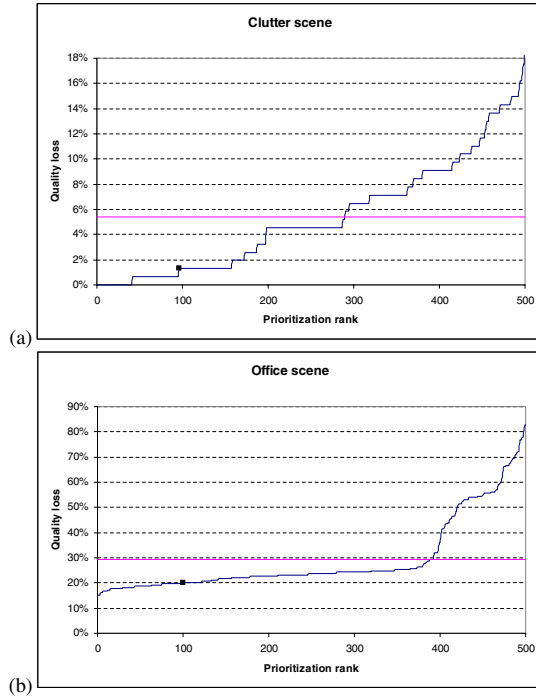 Clutter scene
18%
16%
14%
12%
10%
8%
6%
4%
2%
0%
Quality loss
0 100 200 300 400 500
Prioritization rank
(a)
Office scene
90%
80%
70%
60%
50%
40%
30%
20%
10%
0%
Quality loss
0 100 200 300 400 500
Prioritization rank
(b)